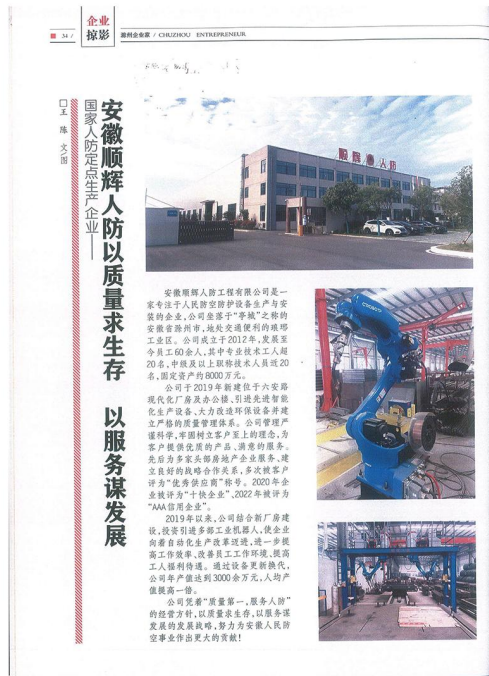 企业
掠影
34 /
滁州企业家 / CHUZHOU ENTREPRENEUR
安徽顺辉人防以质量求生存 以服务谋发展
国家人防定点生产企业——
□王 陈 文/图
顺辉 人防
安徽顺辉人防工程有限公司是一
家专注于人民防空防护设备生产与安
装的企业,公司坐落于“亭城”之称的
安徽省滁州市,地处交通便利的琅琊
工业区。公司成立于2012年,发展至
今员工60余人,其中专业技术工人超
20名,中级及以上职称技术人员近20
名,固定资产约8000万元。
公司于2019年新建位于六安路
现代化厂房及办公楼、引进先进智能
化生产设备、大力改造环保设备并建
立严格的质量管理体系。公司管理严
谨科学,牢固树立客户至上的理念,为
客户提供优质的产品、满意的服务。
先后为多家头部房地产企业服务、建
立良好的战略合作关系,多次被客户
评为“优秀供应商”称号。2020年企
业被评为“十快企业”、2022年被评为
“AAA信用企业”。
2019年以来,公司结合新厂房建
设,投资引进多部工业机器人,使企业
向着自动化生产改革迈进,进一步提
高工作效率、改善员工工作环境、提高
工人福利待遇。通过设备更新换代,
公司年产值达到3000余万元,人均产
值提高一倍。
公司凭着“质量第一,服务人防”
的经营方针,以质量求生存,以服务谋
发展的发展战略,努力为安徽人民防
空事业作出更大的贡献!